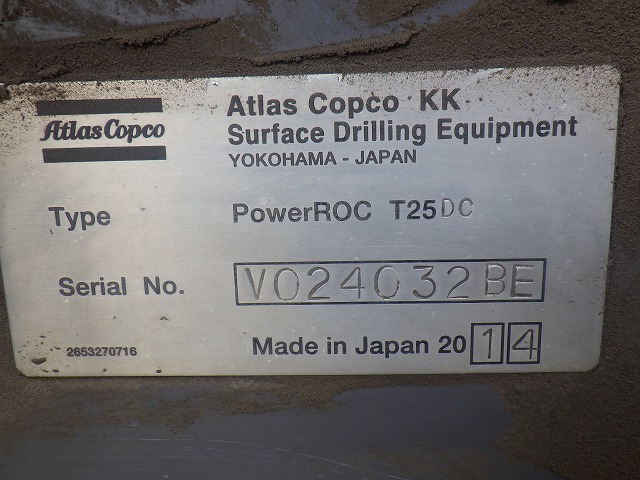 Atlas Copco
Atlas Copco KK
Surface Drilling Equipment
YOKOHAMA - JAPAN
Type PowerROC T25DC
Serial No. V024032BE
2653270716 Made in Japan 2014